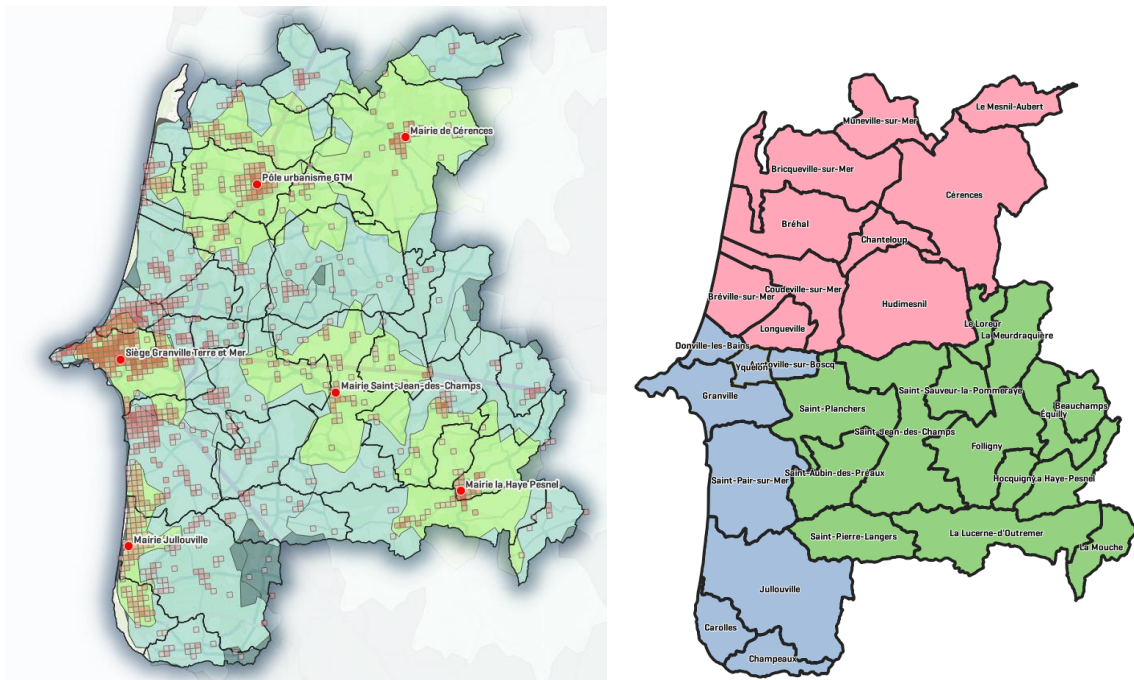 Mairie de Cérences
Pôle urbanisme GTM
Siège Granville Terre et Mer
Mairie Saint-Jean-des-Champs
Mairie la Haye Pesnel
Mairie Jullouville
Le Mesnil-Aubert
Muneville-sur-Mer
Bricqueville-sur-Mer
Cérences
Bréhal
Chanteloup
Coudeville-sur-Mer
Bréville-sur-Mer
Hudimesnil
Longueville
La Loreur
La Meurdraquière
Donville-les-Bains
Yquelon
ville-sur-Boscq
Granville
Saint-Sauveur-la-Pommeraye
Saint-Planchers
Beauchamps
Équilly
Saint-Jean-des-Champs
Folligny
Saint-Aubin-des-Préaux
Saint-Pair-sur-Mer
Hocquigny
a Haye-Pesnel
Saint-Pierre-Langers
La Lucerne-d'Outremer
La Mouche
Jullouville
Carolles
Champeaux